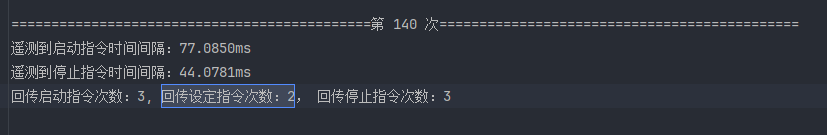 =============================================第 140 次=============================================
遥测到启动指令时间间隔：77.0850ms
遥测到停止指令时间间隔：44.0781ms
回传启动指令次数：3, 回传设定指令次数：2， 回传停止指令次数：3